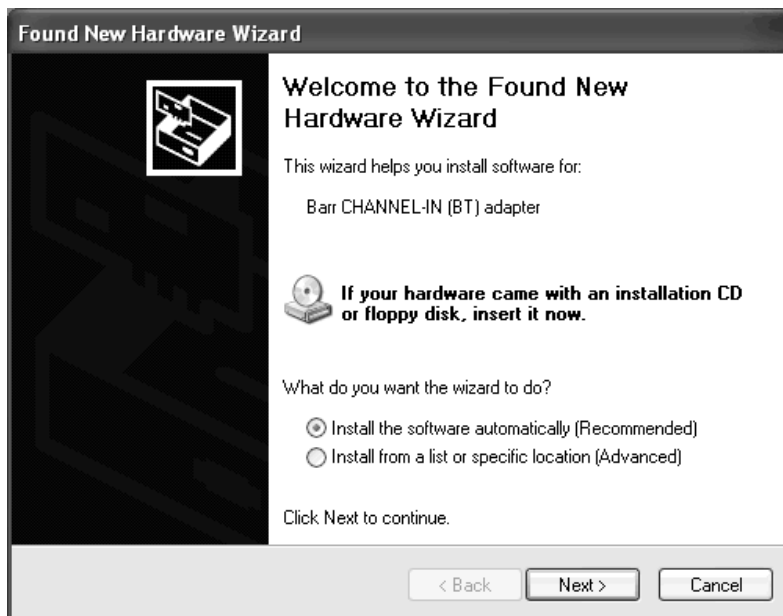 Found New Hardware Wizard
Welcome to the Found New
Hardware Wizard
This wizard helps you install software for:
Barr CHANNEL-IN (BT) adapter
If your hardware came with an installation CD
or floppy disk, insert it now.
What do you want the wizard to do?
Install the software automatically (Recommended)
Install from a list or specific location (Advanced)
Click Next to continue.
< Back
Next >
Cancel